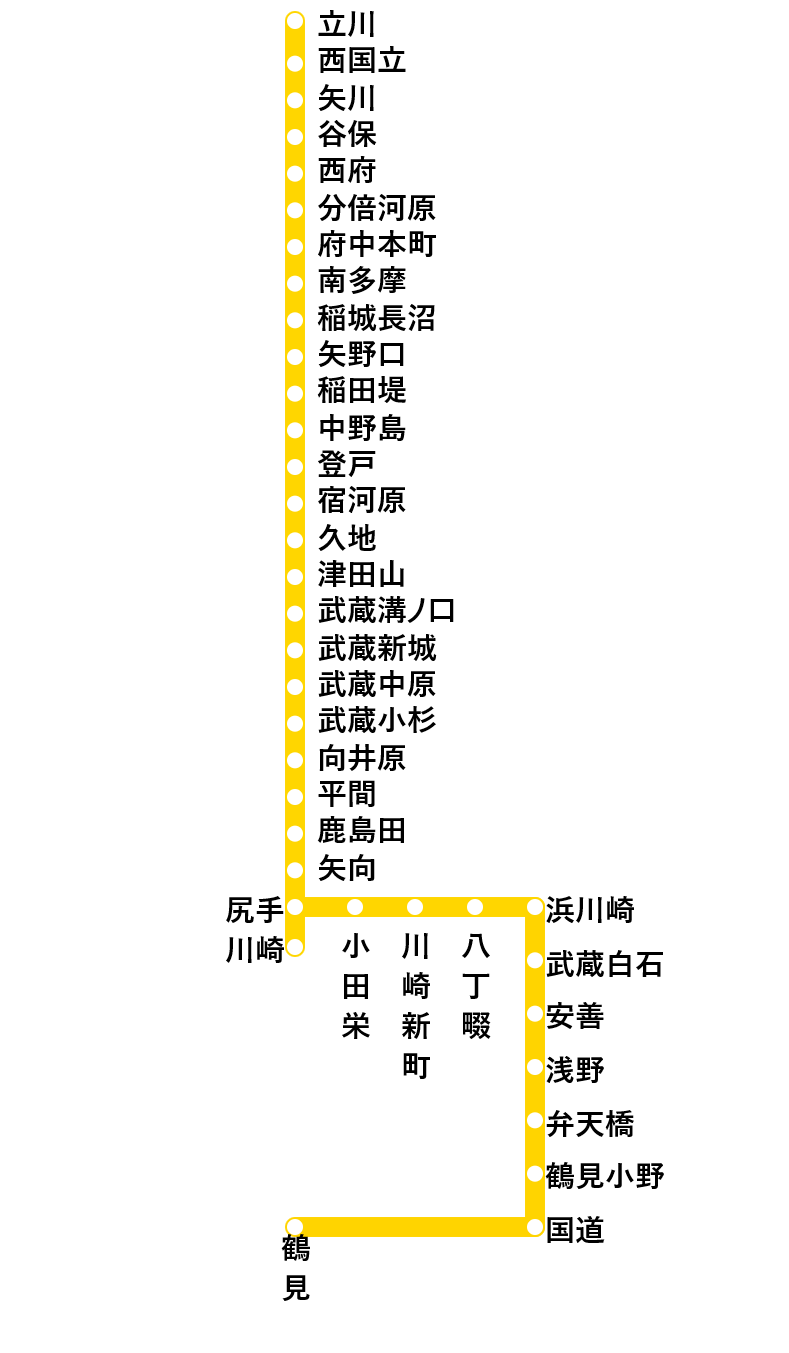 立川
西国立
矢川
谷保
西府
分倍河原
府中本町
南多摩
稲城長沼
矢野口
稲田堤
中野島
登戸
宿河原
久地
津田山
武蔵溝ノ口
武蔵新城
武蔵中原
武蔵小杉
向井原
平間
鹿島田
矢向
尻手
川崎
小田栄
川崎新町
八丁畷
浜川崎
武蔵白石
安善
浅野
弁天橋
鶴見小野
国道
鶴見